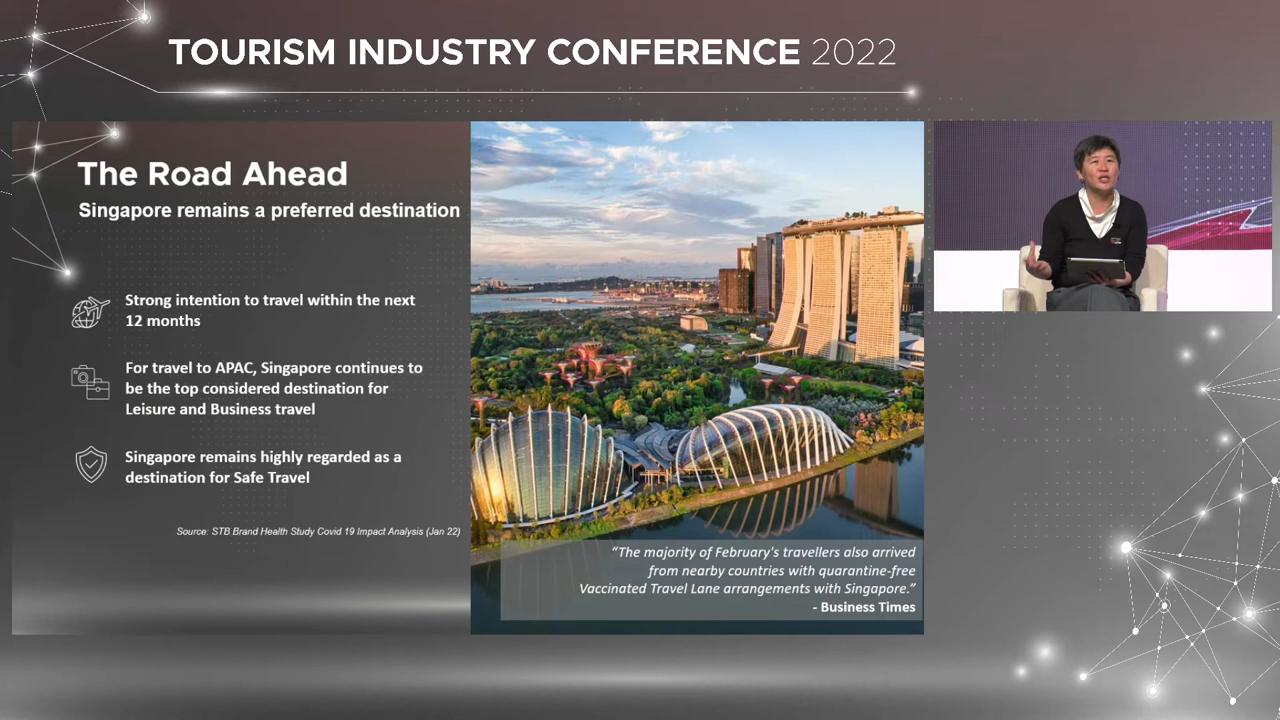 TOURISM INDUSTRY CONFERENCE 2022
The Road Ahead
Singapore remains a preferred destination
Strong intention to travel within the next
12 months
For travel to APAC, Singapore continues to
be the top considered destination for
Leisure and Business travel
Singapore remains highly regarded as a
destination for Safe Travel
Source: STB Brand Health Study Covid 19 Impact Analysis (Jan 22)
“The majority of February's travellers also arrived
from nearby countries with quarantine-free
Vaccinated Travel Lane arrangements with Singapore.”
- Business Times